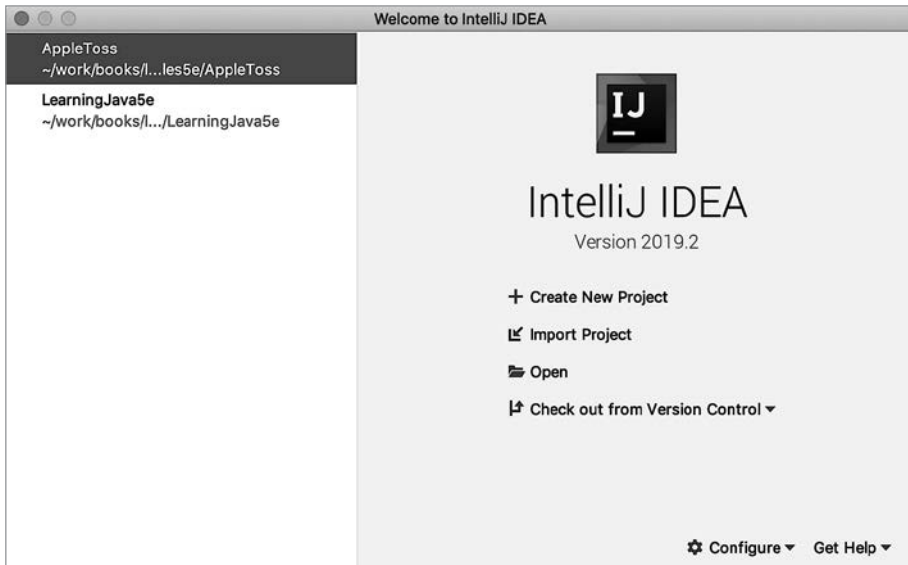 Welcome to IntelliJ IDEA
AppleToss
~/work/books/l...les5e/AppleToss
LearningJava5e
~/work/books/l.../LearningJava5e
IJ
IntelliJ IDEA
Version 2019.2
Create New Project
Import Project
Open
Check out from Version Control
Configure
Get Help